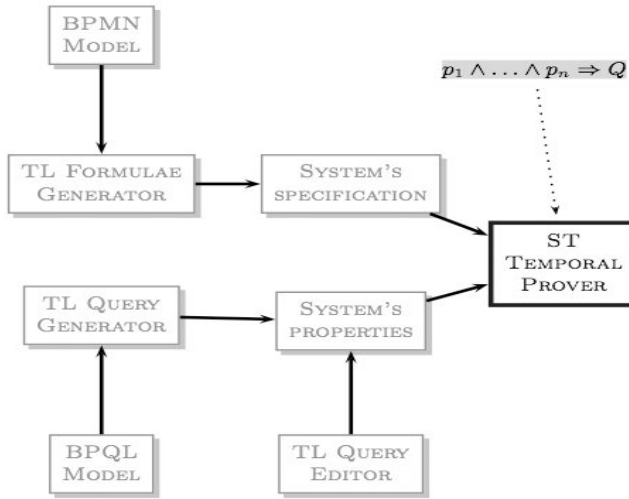 BPMN
MODEL
p₁ ∧ . . . ∧ pₙ ⇒ Q
TL FORMULAE
GENERATOR
SYSTEM'S
SPECIFICATION
ST
TEMPORAL
PROVER
TL QUERY
GENERATOR
SYSTEM'S
PROPERTIES
BPQL
MODEL
TL QUERY
EDITOR